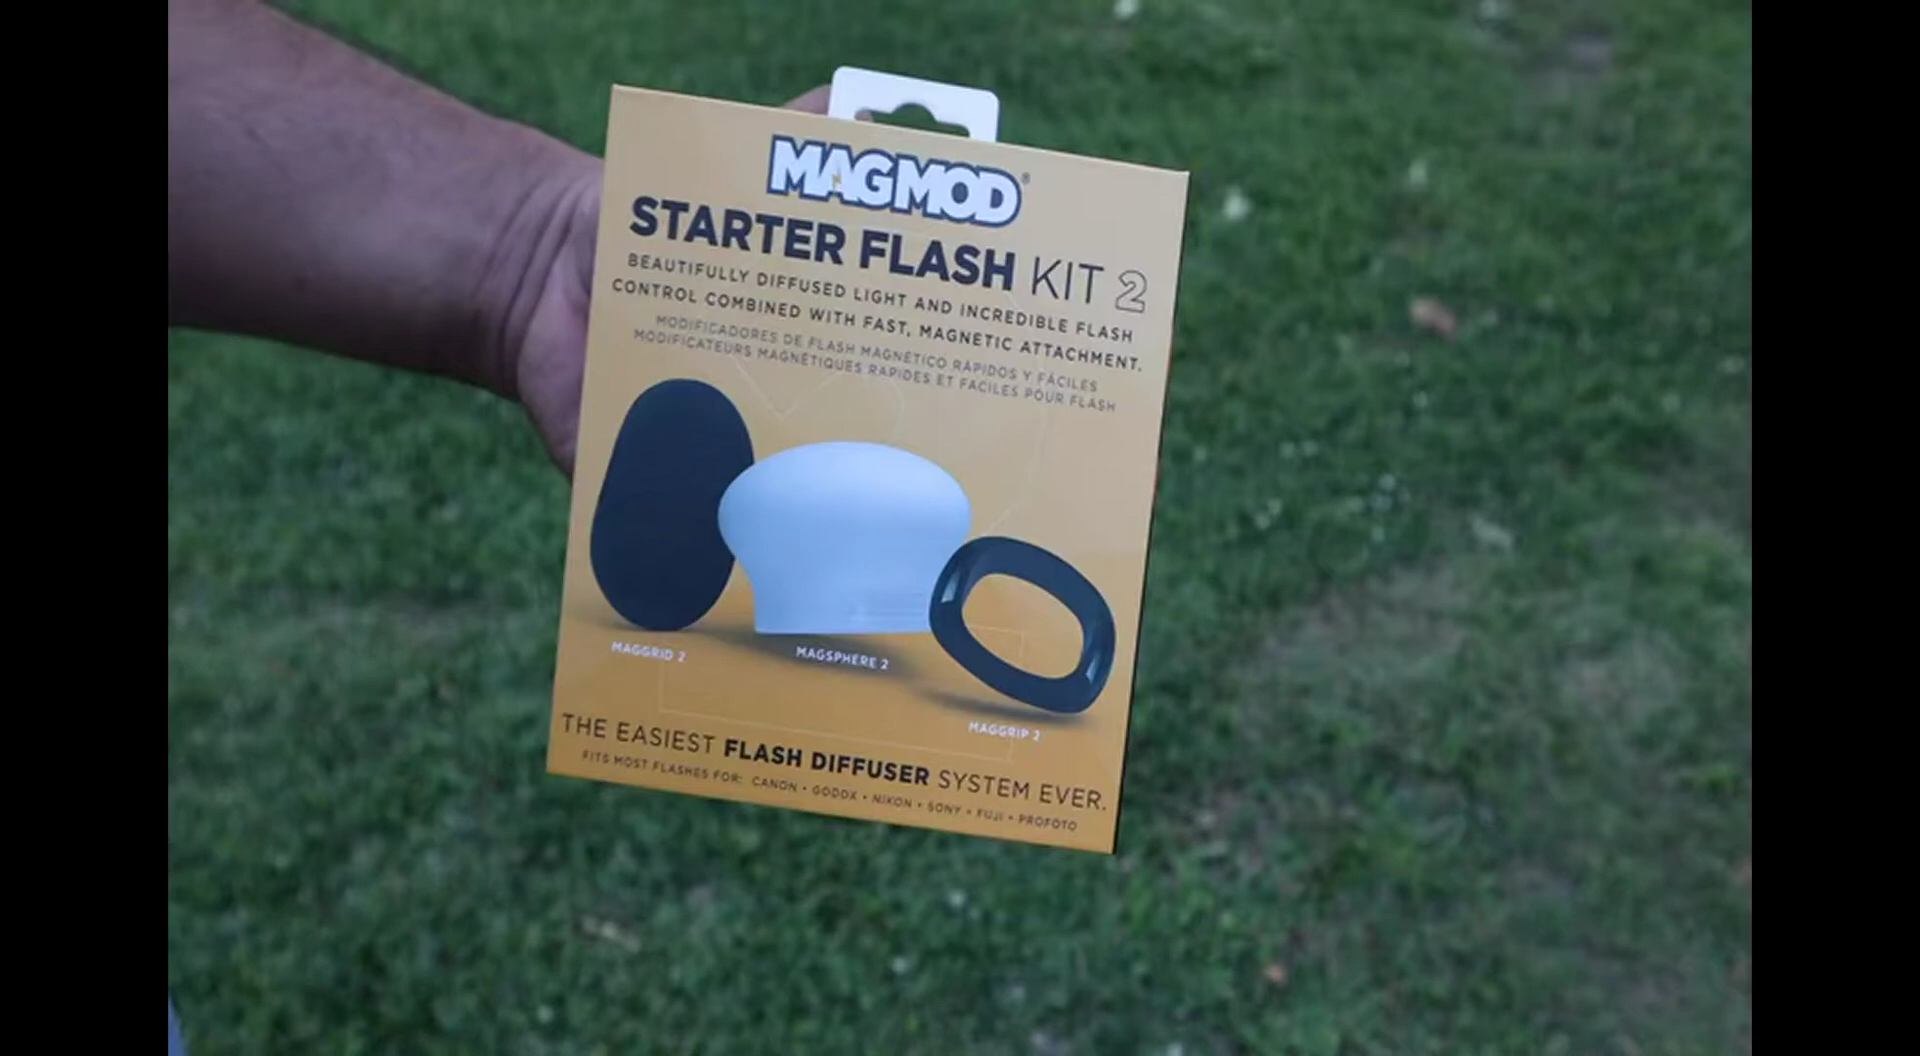 MAGMOD®
STARTER FLASH KIT 2
BEAUTIFULLY DIFFUSED LIGHT AND INCREDIBLE FLASH
CONTROL COMBINED WITH FAST, MAGNETIC ATTACHMENT.
MODIFICADORES DE FLASH MAGNÉTICO RÁPIDOS Y FÁCILES
MODIFICATEURS MAGNÉTIQUES RAPIDES ET FACILES POUR FLASH
MAGGRID 2
MAGSPHERE 2
MAGGRIP 2
THE EASIEST FLASH DIFFUSER SYSTEM EVER.
FITS MOST FLASHES FOR: CANON • GODOX • NIKON • SONY • FUJI • PROFOTO